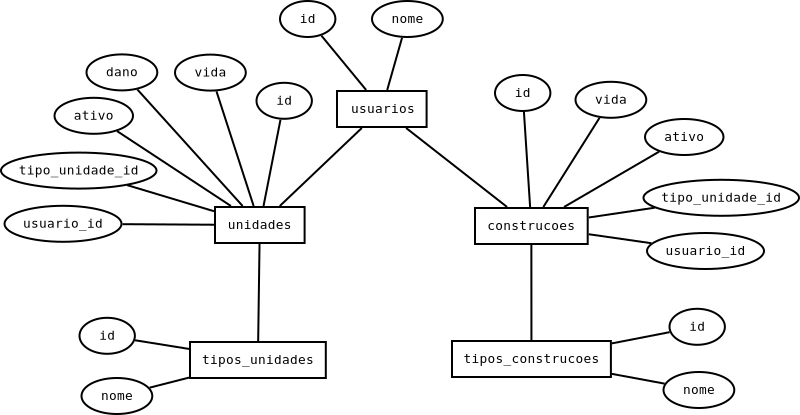 id
nome
dano
vida
id
ativo
usuarios
id
vida
ativo
tipo_unidade_id
tipo_unidade_id
usuario_id
unidades
construcoes
usuario_id
id
id
tipos_unidades
tipos_construcoes
nome
nome